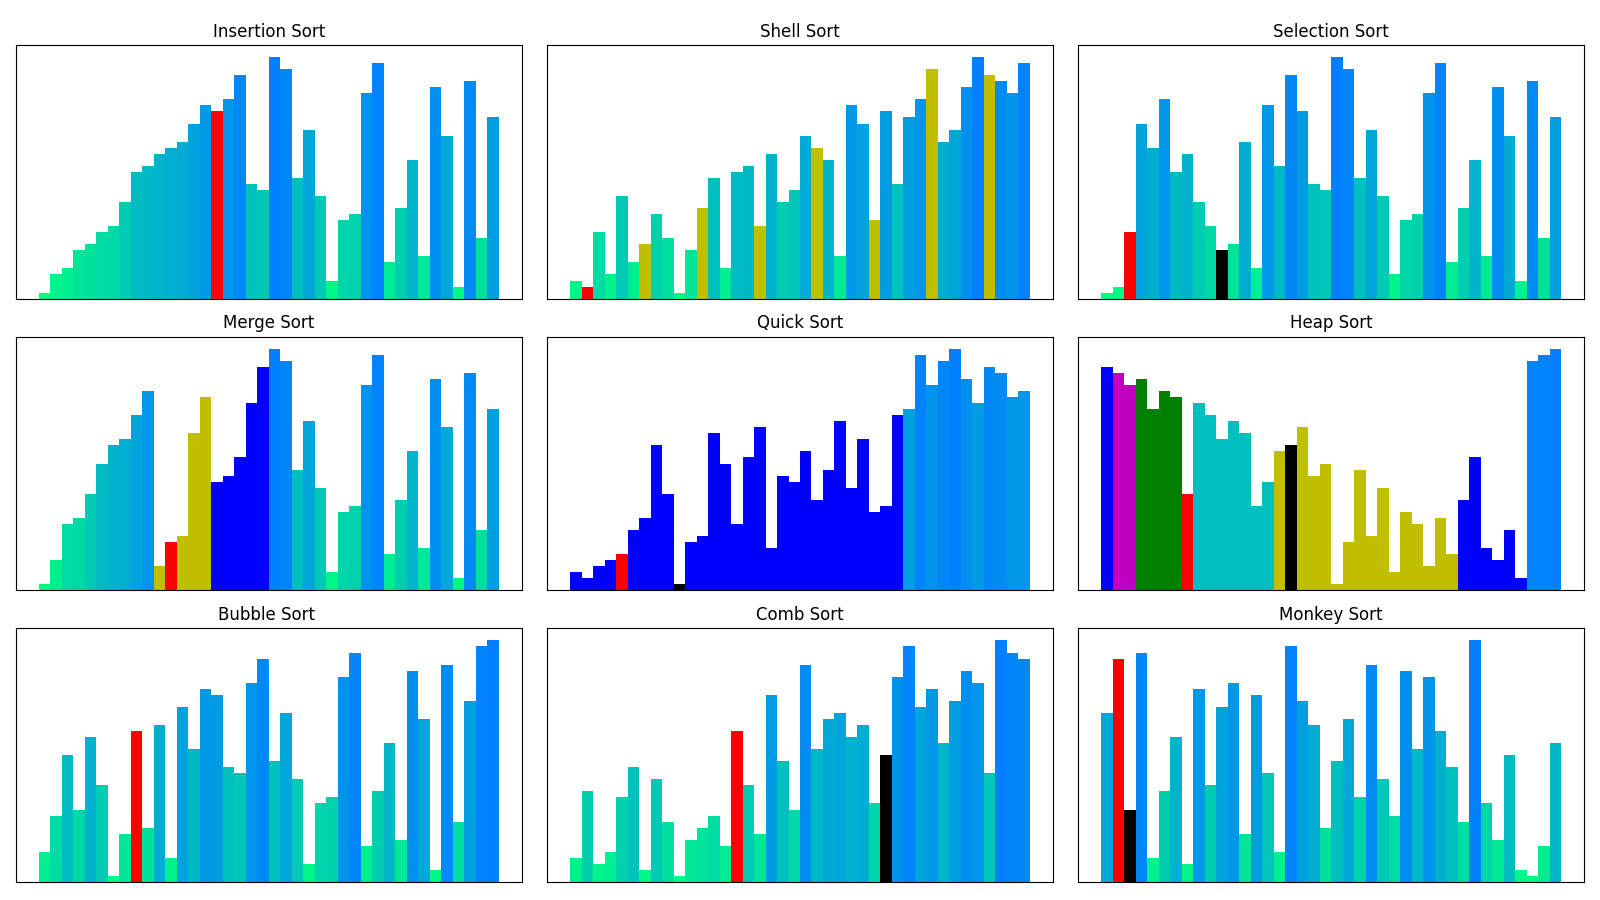 Insertion Sort
Shell Sort
Selection Sort
Merge Sort
Quick Sort
Heap Sort
Bubble Sort
Comb Sort
Monkey Sort